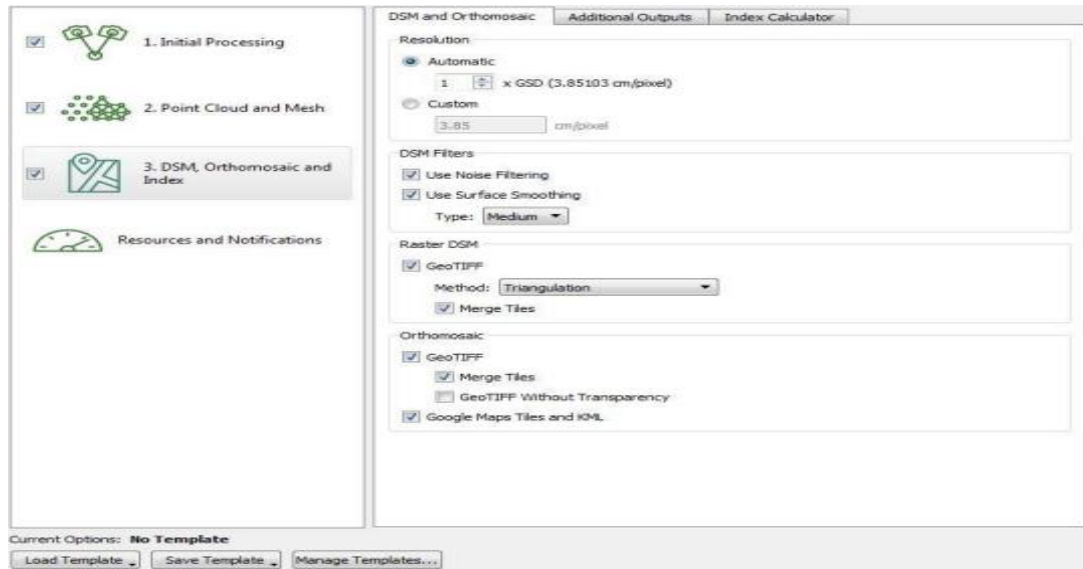 1. Initial Processing
2. Point Cloud and Mesh
3. DSM, Orthomosaic and
Index
Resources and Notifications
DSM and Orthomosaic
Additional Outputs
Index Calculator
Resolution
Automatic
1 x GSD (3.85103 cm/pixel)
Custom
3.85 cm/pixel
DSM Filters
Use Noise Filtering
Use Surface Smoothing
Type: Medium
Raster DSM
GeoTIFF
Method: Triangulation
Merge Tiles
Orthomosaic
GeoTIFF
Merge Tiles
GeoTIFF Without Transparency
Google Maps Tiles and KML
Current Options: No Template
Load Template
Save Template
Manage Templates...